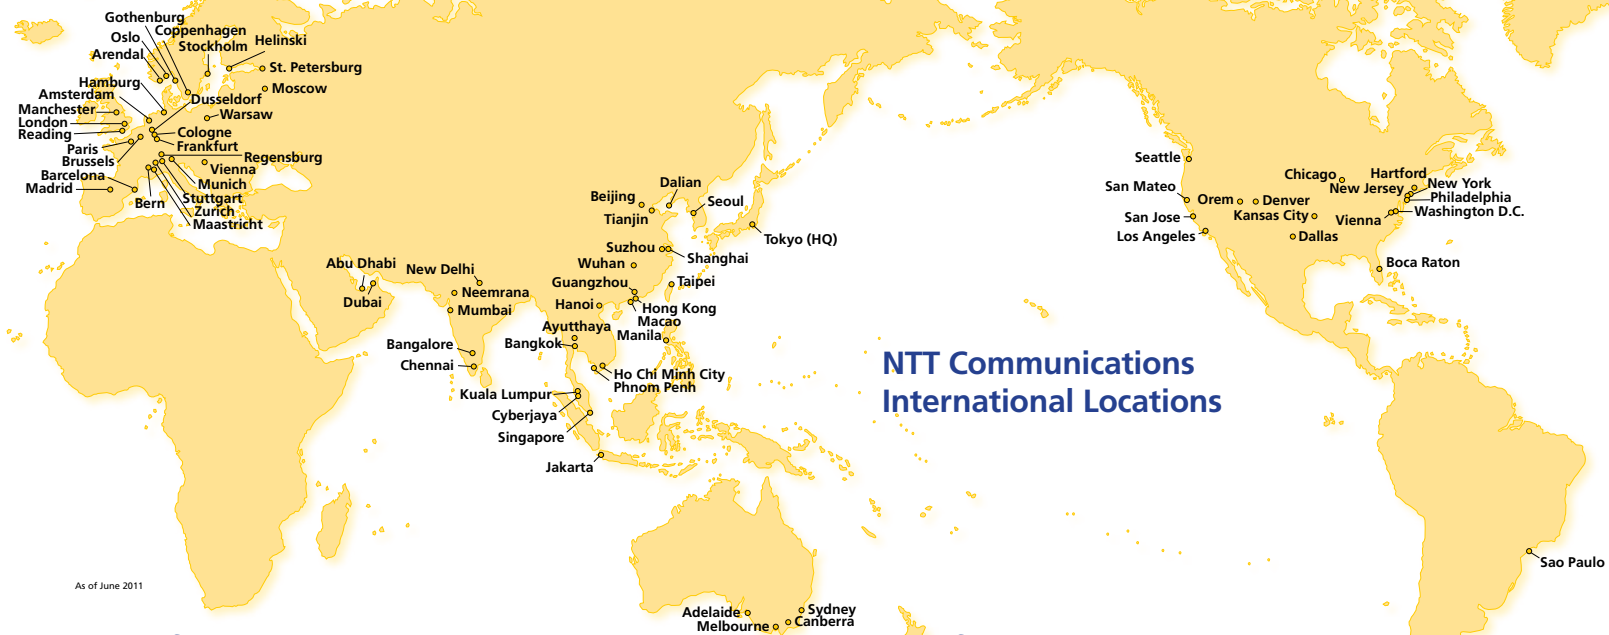 Gothenburg
Coppenhagen
Oslo
Stockholm
Helinski
Arendal
St. Petersburg
Hamburg
Moscow
Amsterdam
Dusseldorf
Manchester
Warsaw
London
Reading
Cologne
Paris
Frankfurt
Brussels
Regensburg
Barcelona
Vienna
Madrid
Munich
Bern
Stuttgart
Zurich
Maastricht
Abu Dhabi
New Delhi
Dubai
Neemrana
Mumbai
Bangalore
Chennai
Dalian
Beijing
Seoul
Tianjin
Tokyo (HQ)
Suzhou
Shanghai
Wuhan
Guangzhou
Taipei
Hanoi
Hong Kong
Macao
Ayutthaya
Manila
Bangkok
Ho Chi Minh City
Phnom Penh
Kuala Lumpur
Cyberjaya
Singapore
Jakarta
NTT Communications
International Locations
Seattle
San Mateo
Orem
Denver
San Jose
Los Angeles
Chicago
Hartford
New Jersey
New York
Philadelphia
Kansas City
Vienna
Washington D.C.
Dallas
Boca Raton
Sao Paulo
Adelaide
Sydney
Melbourne
Canberra
As of June 2011